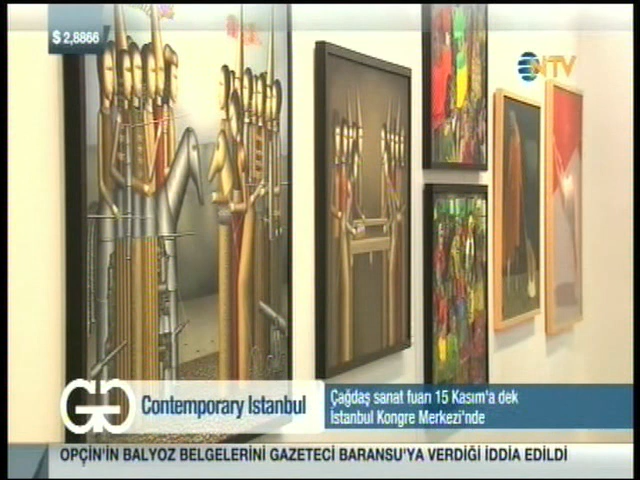 $ 2,8866
NTV
Contemporary Istanbul
Çağdaş sanat fuarı 15 Kasım'a dek
İstanbul Kongre Merkezi'nde
OPÇİN'İN BALYOZ BELGELERİNİ GAZETECİ BARANSU'YA VERDİĞİ İDDİA EDİLDİ